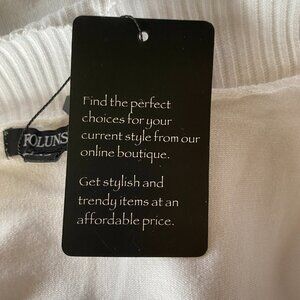 Find the perfect
choices for your
current style from our
online boutique.
Get stylish and
trendy items at an
affordable price.
FOLUNS